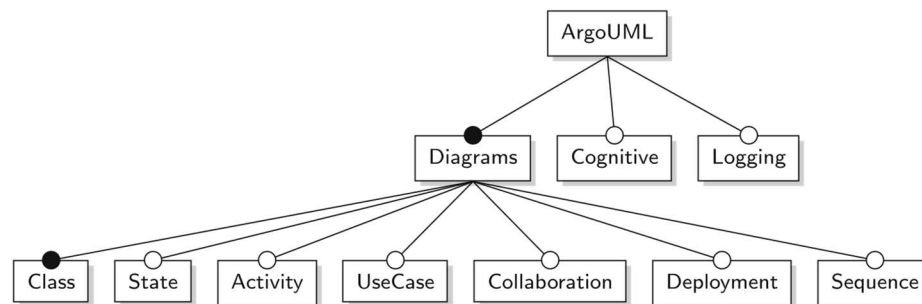 ArgoUML
Diagrams Cognitive Logging
Class State Activity UseCase Collaboration Deployment Sequence